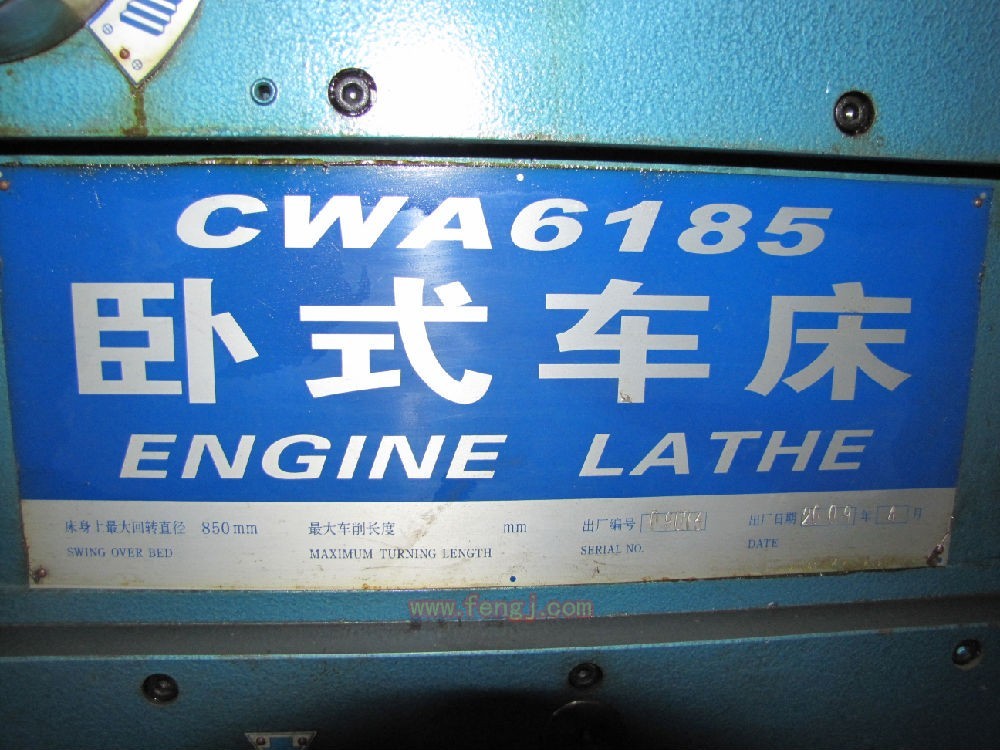 CWA6185
卧式车床
ENGINE LATHE
床身上最大回转直径 850mm 最大车削长度 mm 出厂编号 出厂日期 2009 年 月
SWING OVER BED MAXIMUM TURNING LENGTH SERIAL NO. DATE
www.fengj.com